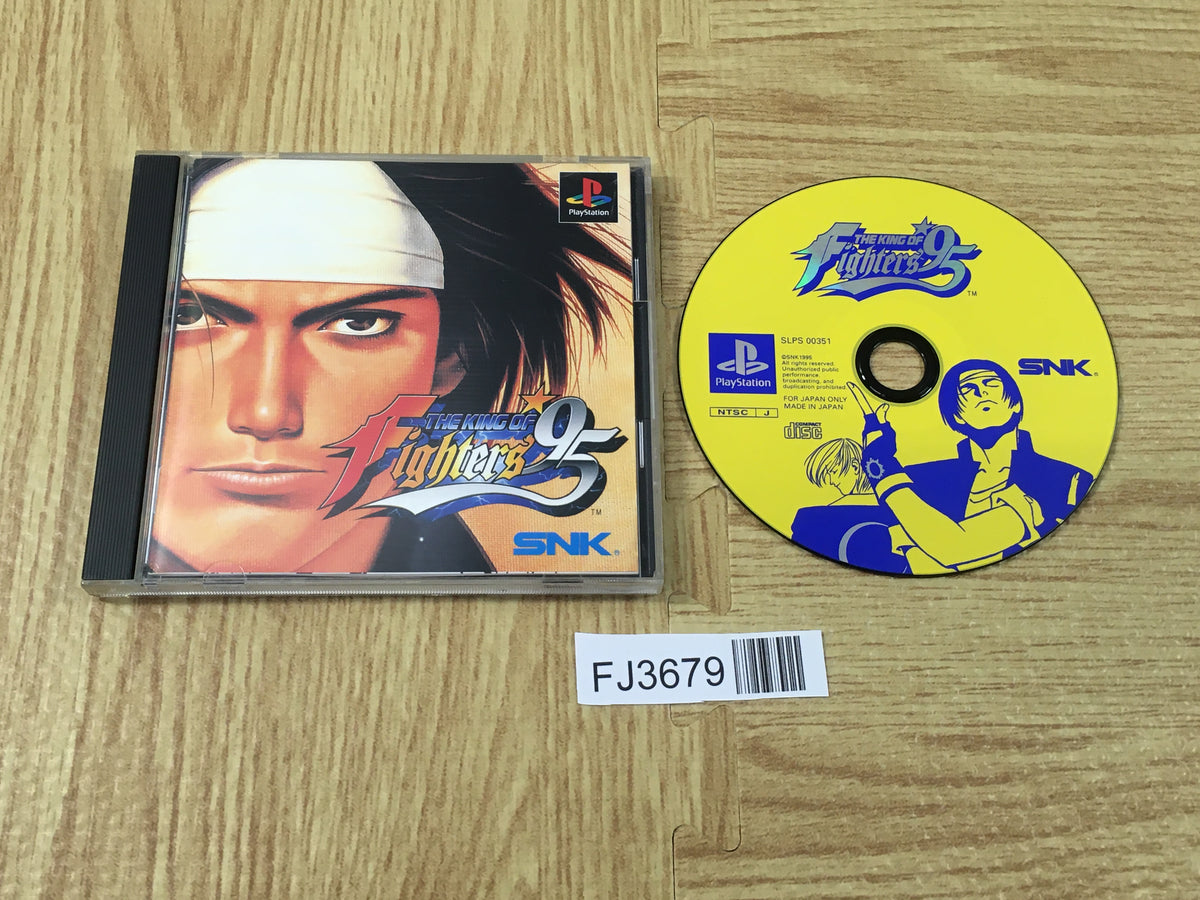 PlayStation
THE KING OF
Fighters '95
TM
SNK®
THE KING OF
Fighters '95
TM
SLPS 00351
PlayStation
NTSC J
©SNK1995
All rights reserved.
Unauthorized public
performance,
broadcasting, and
duplication prohibited.
FOR JAPAN ONLY
MADE IN JAPAN
COMPACT
disc
SNK®
FJ3679